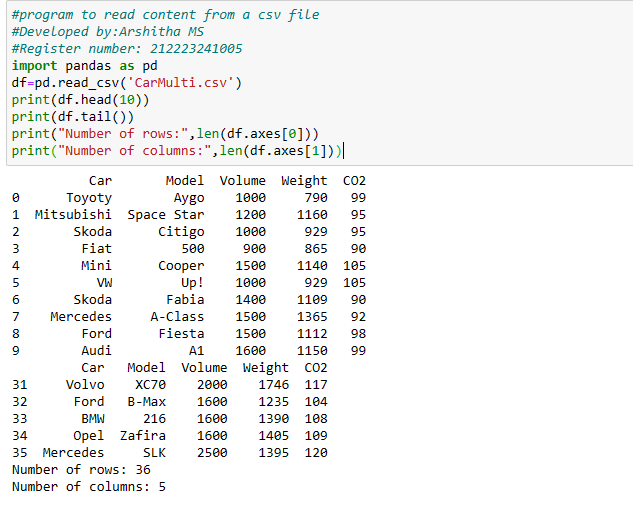 #program to read content from a csv file
#Developed by:Arshitha MS
#Register number: 212223241005
import pandas as pd
df=pd.read_csv('CarMulti.csv')
print(df.head(10))
print(df.tail())
print("Number of rows:",len(df.axes[0]))
print("Number of columns:",len(df.axes[1]))
Car Model Volume Weight CO2
0 Toyoty Aygo 1000 790 99
1 Mitsubishi Space Star 1200 1160 95
2 Skoda Citigo 1000 929 95
3 Fiat 500 900 865 90
4 Mini Cooper 1500 1140 105
5 VW Up! 1000 929 105
6 Skoda Fabia 1400 1109 90
7 Mercedes A-Class 1500 1365 92
8 Ford Fiesta 1500 1112 98
9 Audi A1 1600 1150 99
Car Model Volume Weight CO2
31 Volvo XC70 2000 1746 117
32 Ford B-Max 1600 1235 104
33 BMW 216 1600 1390 108
34 Opel Zafira 1600 1405 109
35 Mercedes SLK 2500 1395 120
Number of rows: 36
Number of columns: 5